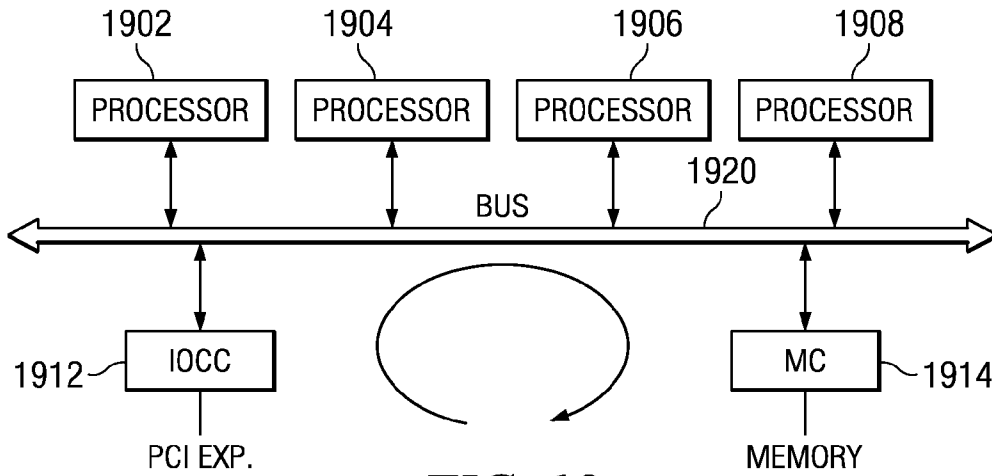 1902 1904 1906 1908
PROCESSOR PROCESSOR PROCESSOR PROCESSOR
1920
BUS
IOCC MC
1912 1914
PCI EXP. MEMORY